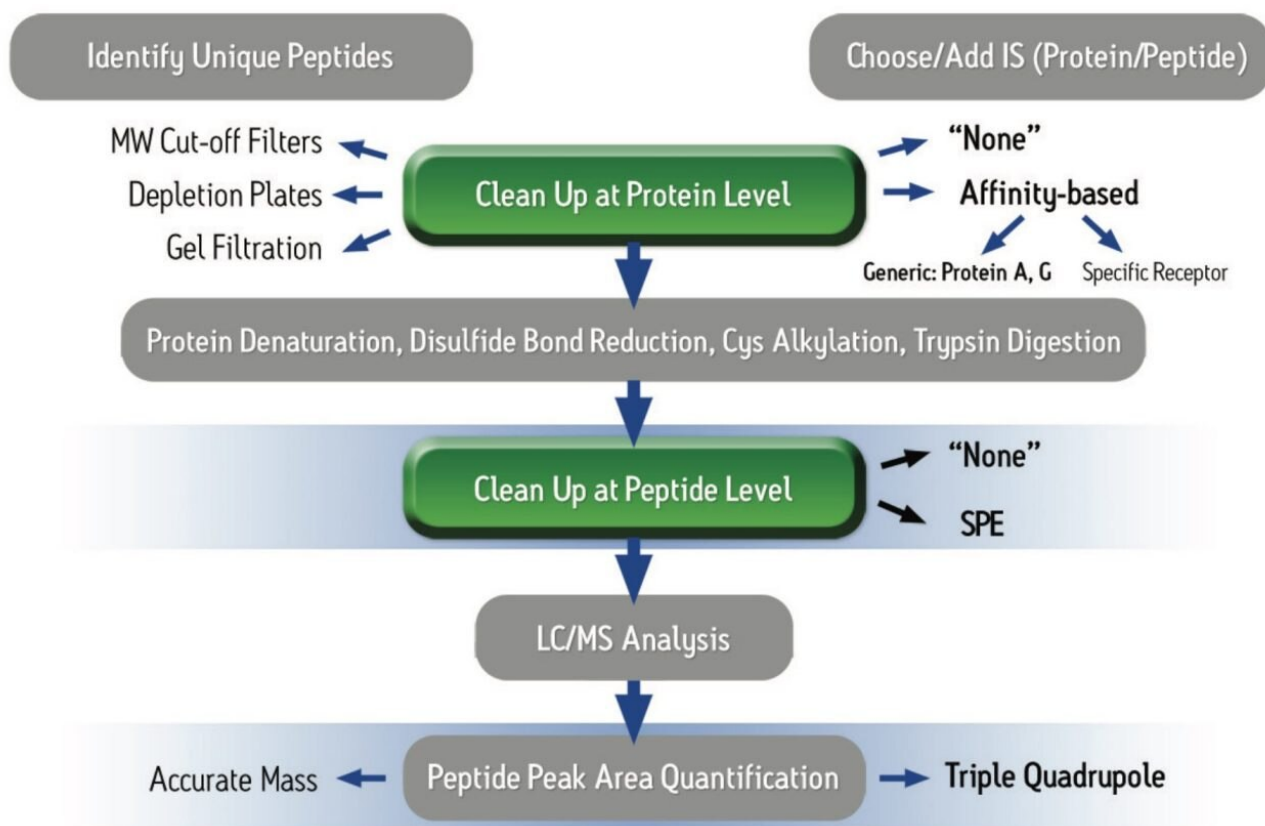 Identify Unique Peptides
Choose/Add IS (Protein/Peptide)
MW Cut-off Filters
Depletion Plates
Gel Filtration
Clean Up at Protein Level
“None”
Affinity-based
Generic: Protein A, G
Specific Receptor
Protein Denaturation, Disulfide Bond Reduction, Cys Alkylation, Trypsin Digestion
Clean Up at Peptide Level
“None”
SPE
LC/MS Analysis
Accurate Mass
Peptide Peak Area Quantification
Triple Quadrupole